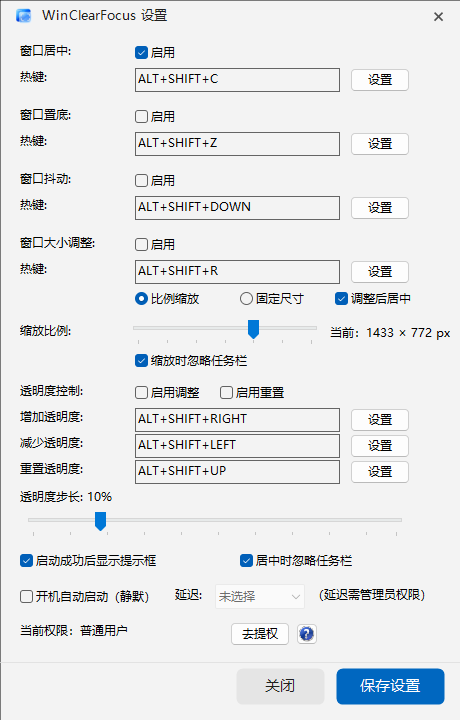 WinClearFocus 设置
窗口居中: 启用
热键: ALT+SHIFT+C 设置
窗口置底: 启用
热键: ALT+SHIFT+Z 设置
窗口抖动: 启用
热键: ALT+SHIFT+DOWN 设置
窗口大小调整: 启用
热键: ALT+SHIFT+R 设置
比例缩放 固定尺寸 调整后居中
缩放比例: 当前: 1433 × 772 px
缩放时忽略任务栏
透明度控制: 启用调整 启用重置
增加透明度: ALT+SHIFT+RIGHT 设置
减少透明度: ALT+SHIFT+LEFT 设置
重置透明度: ALT+SHIFT+UP 设置
透明度步长: 10%
启动成功后显示提示框 居中时忽略任务栏
开机自动启动（静默） 延迟: 未选择 （延迟需管理员权限）
当前权限: 普通用户 去提权 ?
关闭 保存设置